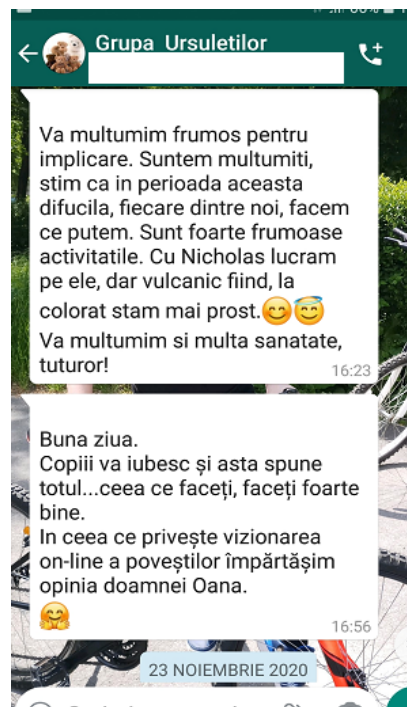 Grupa Ursuletilor
Va multumim frumos pentru
implicare. Suntem multumiti,
stim ca in perioada aceasta
difucila, fiecare dintre noi, facem
ce putem. Sunt foarte frumoase
activitatile. Cu Nicholas lucram
pe ele, dar vulcanic fiind, la
colorat stam mai prost.😊😇
Va multumim si multa sanatate,
tuturor!
16:23
Buna ziua.
Copiii va iubesc și asta spune
totul...ceea ce faceți, faceți foarte
bine.
In ceea ce privește vizionarea
on-line a poveștilor împărtășim
opinia doamnei Oana.
🤗
16:56
23 NOIEMBRIE 2020